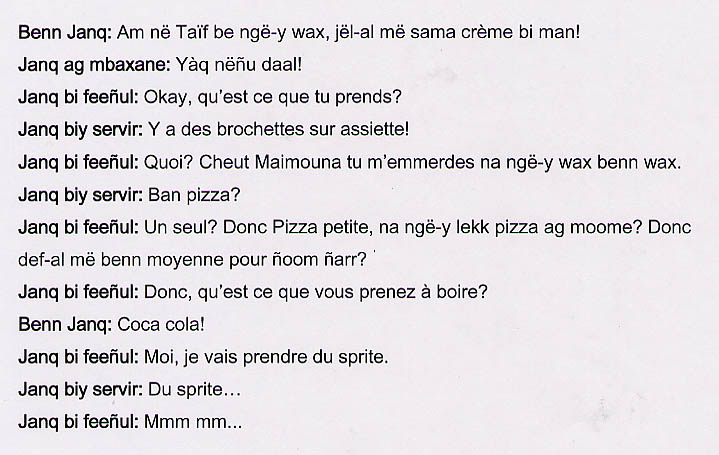 Benn Janq: Am në Taïf be ngë-y wax, jël-al më sama crème bi man!
Janq ag mbaxane: Yàq nëñu daal!
Janq bi feeñul: Okay, qu'est ce que tu prends?
Janq biy servir: Y a des brochettes sur assiette!
Janq bi feeñul: Quoi? Cheut Maimouna tu m'emmerdes na ngë-y wax benn wax.
Janq biy servir: Ban pizza?
Janq bi feeñul: Un seul? Donc Pizza petite, na ngë-y lekk pizza ag moome? Donc
def-al më benn moyenne pour ñoom ñarr?
Janq bi feeñul: Donc, qu'est ce que vous prenez à boire?
Benn Janq: Coca cola!
Janq bi feeñul: Moi, je vais prendre du sprite.
Janq biy servir: Du sprite…
Janq bi feeñul: Mmm mm...